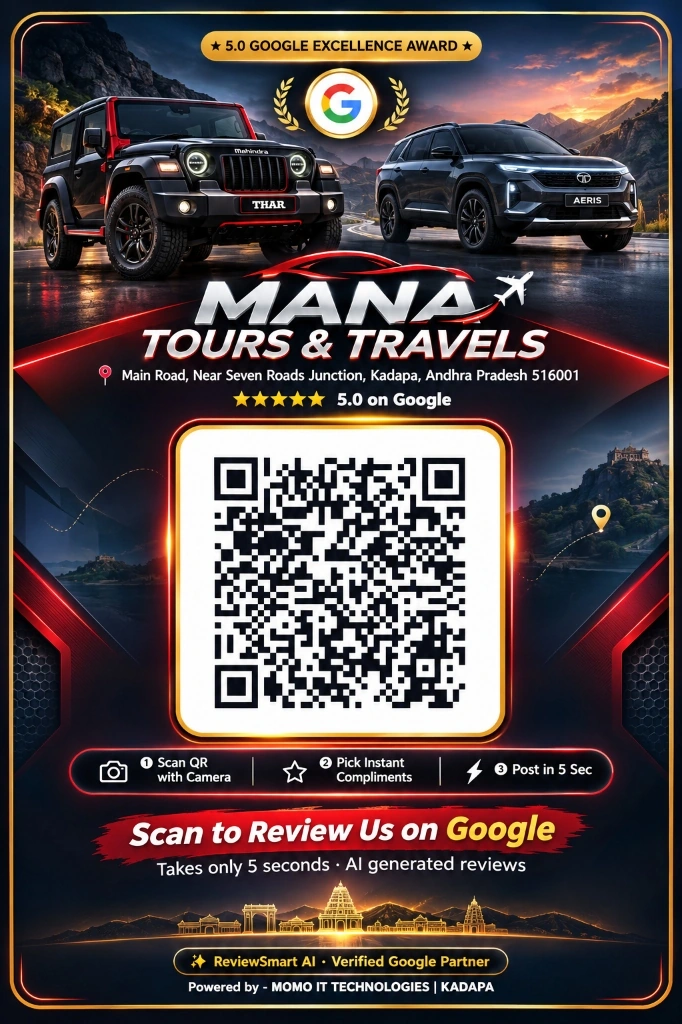 ★ 5.0 GOOGLE EXCELLENCE AWARD ★
G
Mahindra
THAR
AERIS
MANA
TOURS & TRAVELS
Main Road, Near Seven Roads Junction, Kadapa, Andhra Pradesh 516001
★★★★★ 5.0 on Google
1 Scan QR
with Camera
2 Pick Instant
Compliments
3 Post in 5 Sec
Scan to Review Us on Google
Takes only 5 seconds · AI generated reviews
ReviewSmart AI · Verified Google Partner
Powered by - MOMO IT TECHNOLOGIES | KADAPA